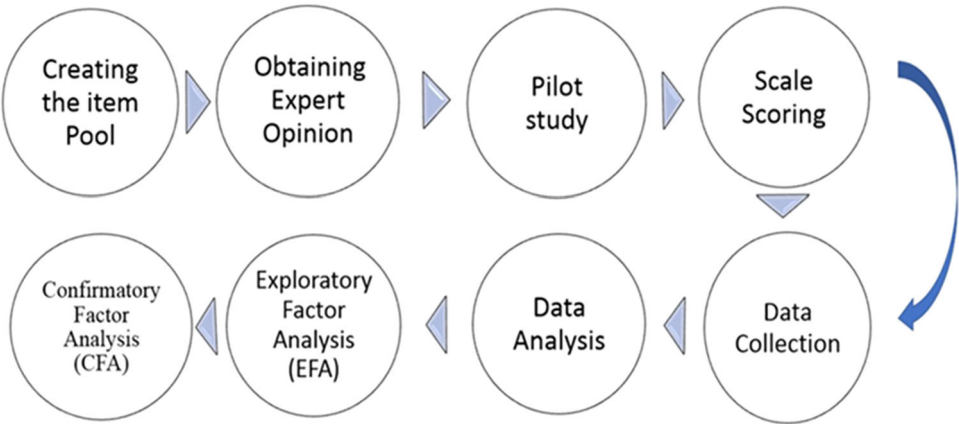 Creating
the item
Pool
Obtaining
Expert
Opinion
Pilot
study
Scale
Scoring
Confirmatory
Factor
Analysis
(CFA)
Exploratory
Factor
Analysis
(EFA)
Data
Analysis
Data
Collection